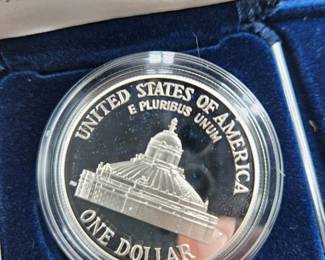 UNITED STATES OF AMERICA
E PLURIBUS UNUM
ONE DOLLAR